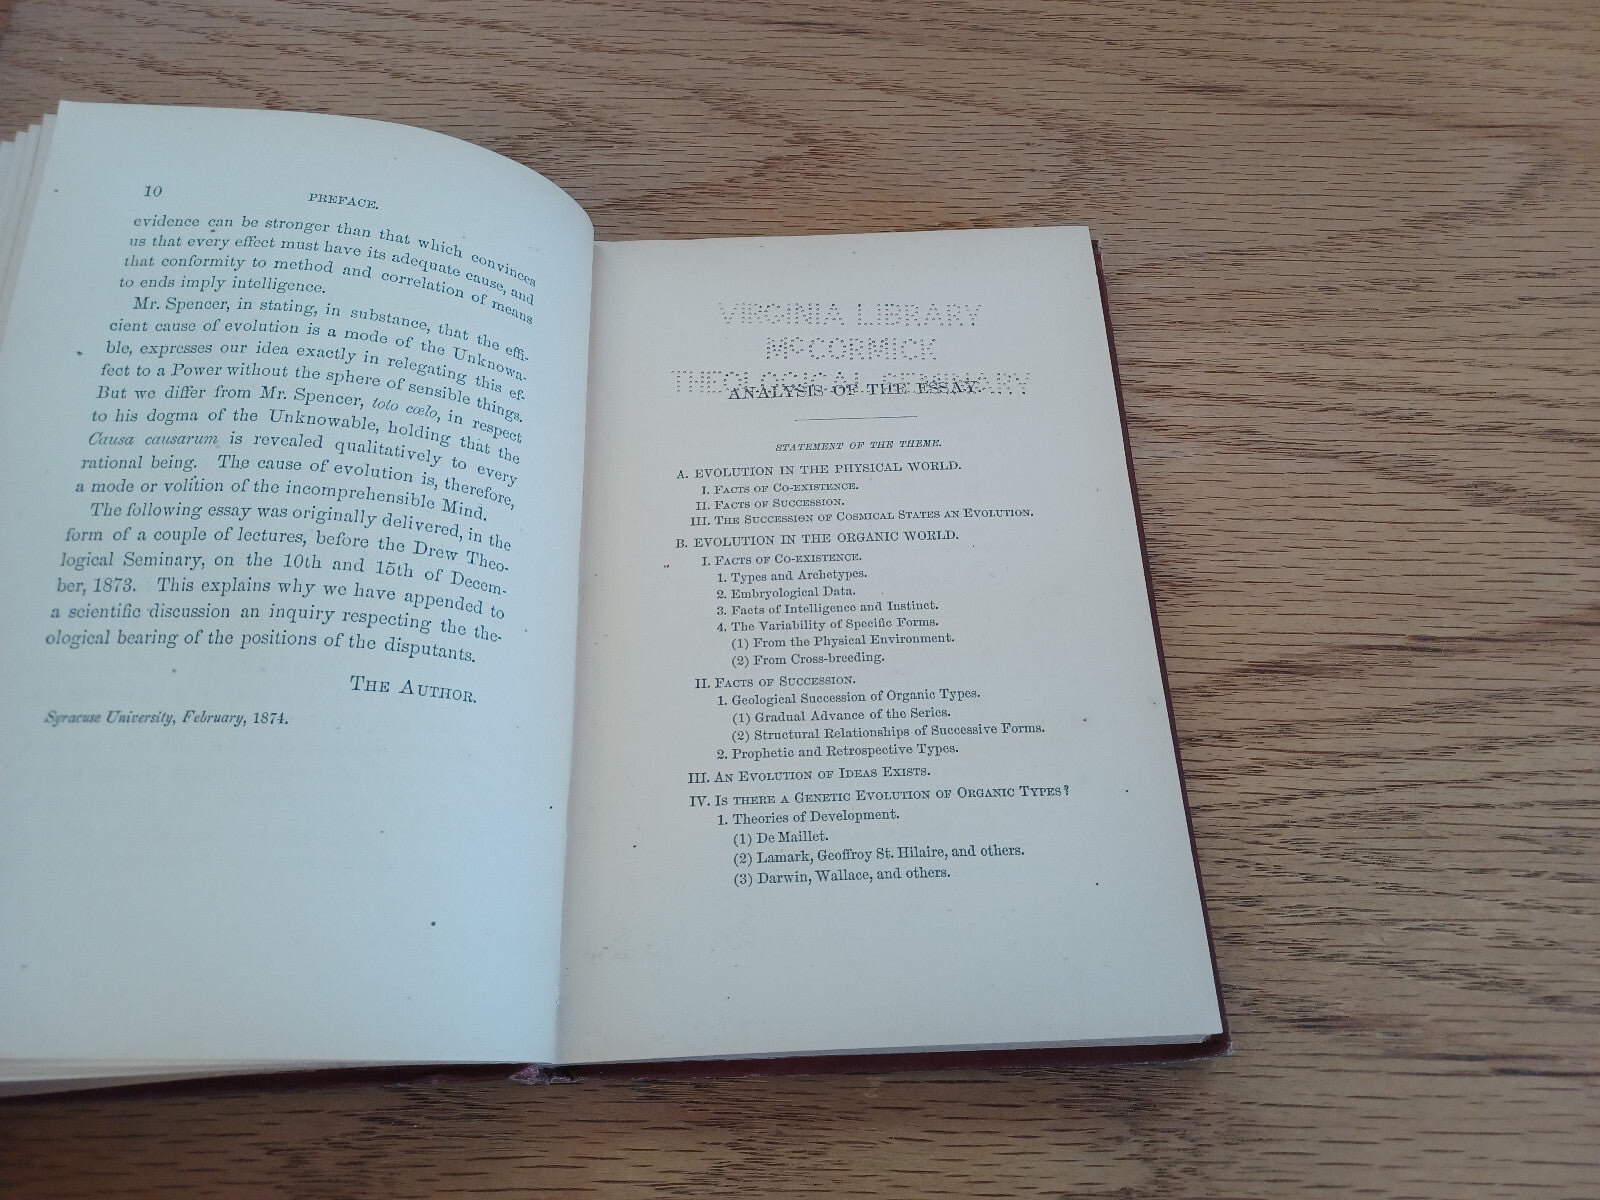 10
PREFACE.
evidence can be stronger than that which convinces
us that every effect must have its adequate cause, and
that conformity to method and correlation of means
to ends imply intelligence.
Mr. Spencer, in stating, in substance, that the effi-
cient cause of evolution is a mode of the Unknowa-
ble, expresses our idea exactly in relegating this ef-
fect to a Power without the sphere of sensible things.
But we differ from Mr. Spencer, toto cœlo, in respect
to his dogma of the Unknowable, holding that the
Causa causarum is revealed qualitatively to every
rational being. The cause of evolution is, therefore,
a mode or volition of the incomprehensible Mind.
The following essay was originally delivered, in the
form of a couple of lectures, before the Drew Theo-
logical Seminary, on the 10th and 15th of Decem-
ber, 1873. This explains why we have appended to
a scientific discussion an inquiry respecting the the-
ological bearing of the positions of the disputants.
THE AUTHOR.
Syracuse University, February, 1874.
VIRGINIA LIBRARY
McCORMICK
THEOLOGICAL SEMINARY
ANALYSIS OF THE ESSAY.
STATEMENT OF THE THEME.
A. EVOLUTION IN THE PHYSICAL WORLD.
I. FACTS OF CO-EXISTENCE.
II. FACTS OF SUCCESSION.
III. THE SUCCESSION OF COSMICAL STATES AN EVOLUTION.
B. EVOLUTION IN THE ORGANIC WORLD.
I. FACTS OF CO-EXISTENCE.
1. Types and Archetypes.
2. Embryological Data.
3. Facts of Intelligence and Instinct.
4. The Variability of Specific Forms.
(1) From the Physical Environment.
(2) From Cross-breeding.
II. FACTS OF SUCCESSION.
1. Geological Succession of Organic Types.
(1) Gradual Advance of the Series.
(2) Structural Relationships of Successive Forms.
2. Prophetic and Retrospective Types.
III. AN EVOLUTION OF IDEAS EXISTS.
IV. IS THERE A GENETIC EVOLUTION OF ORGANIC TYPES?
1. Theories of Development.
(1) De Maillet.
(2) Lamark, Geoffroy St. Hilaire, and others.
(3) Darwin, Wallace, and others.